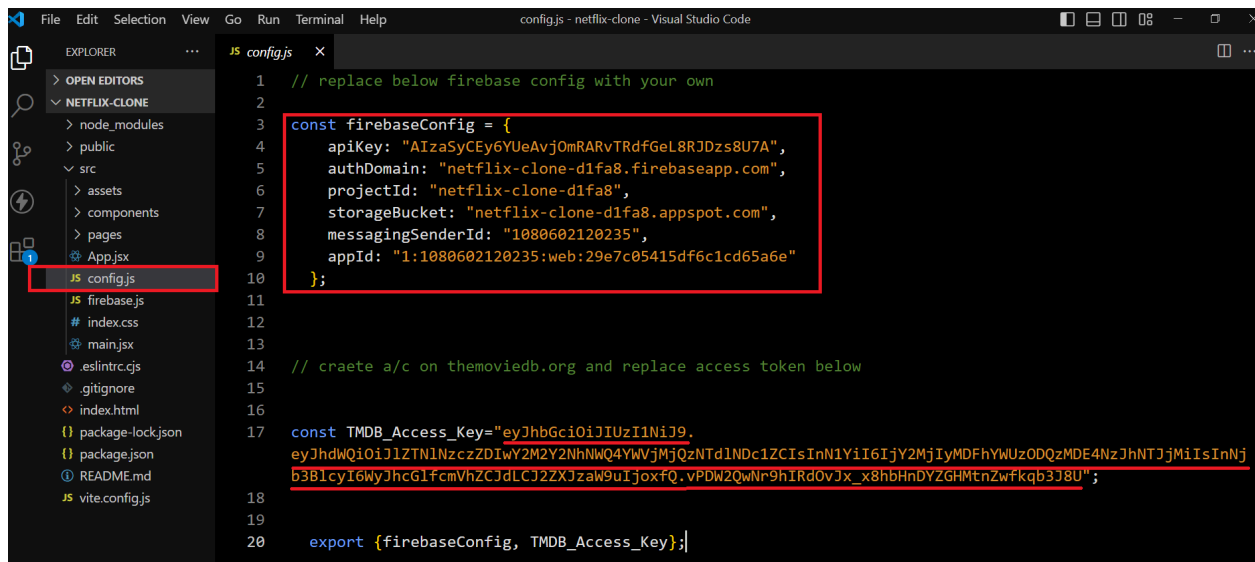 File Edit Selection View Go Run Terminal Help config.js - netflix-clone - Visual Studio Code
EXPLORER ...
JS config.js
OPEN EDITORS
NETFLIX-CLONE
node_modules
public
src
assets
components
pages
App.jsx
JS config.js
JS firebase.js
# index.css
main.jsx
.eslintrc.cjs
.gitignore
<> index.html
{} package-lock.json
{} package.json
README.md
JS vite.config.js
1
1 // replace below firebase config with your own
2
3 const firebaseConfig = {
4 apiKey: "AIzaSyCEy6YUeAvjOmRARvTRdfGeL8RJDzs8U7A",
5 authDomain: "netflix-clone-d1fa8.firebaseapp.com",
6 projectId: "netflix-clone-d1fa8",
7 storageBucket: "netflix-clone-d1fa8.appspot.com",
8 messagingSenderId: "1080602120235",
9 appId: "1:1080602120235:web:29e7c05415df6c1cd65a6e"
10 };
11
12
13
14 // craete a/c on themoviedb.org and replace access token below
15
16
17 const TMDB_Access_Key="eyJhbGciOiJIUzI1NiJ9.
eyJhdWQiOiJlZTNlNzczZDIwY2M2Y2NhNWQ4YWVjMjQzNTdlNDc1ZCIsInN1YiI6IjY2MjIyMDFhYWUzODQzMDE4NzJhNTJjMiIsInNj
b3BlcyI6WyJhcGlfcmVhZCJdLCJ2ZXJzaW9uIjoxfQ.vPDW2QwNr9hIRdOvJx_x8hbHnDYZGHMtnZwfkqb3J8U";
18
19
20 export {firebaseConfig, TMDB_Access_Key};